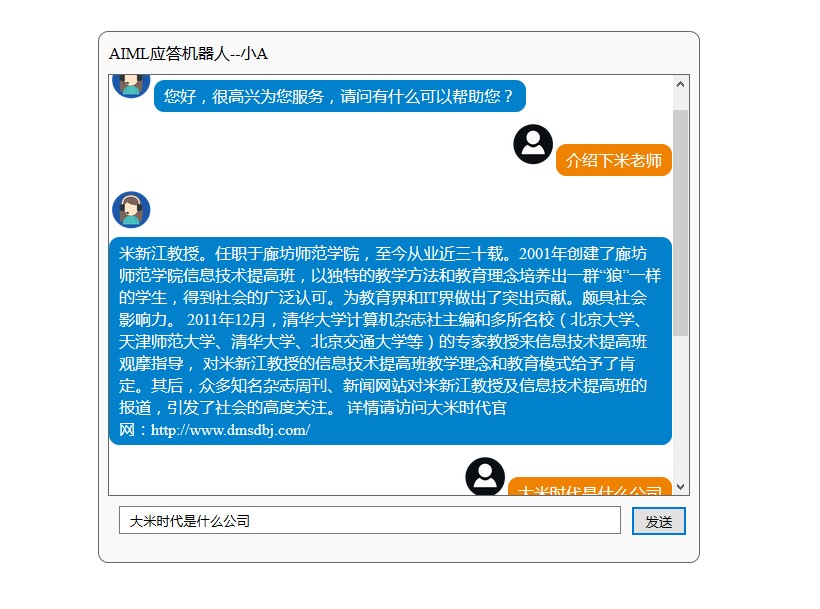 AIML应答机器人--小A
您好，很高兴为您服务，请问有什么可以帮助您？
介绍下米老师
米新江教授。任职于廊坊师范学院，至今从业近三十载。2001年创建了廊坊
师范学院信息技术提高班，以独特的教学方法和教育理念培养出一群“狼”一样
的学生，得到社会的广泛认可。为教育界和IT界做出了突出贡献。颇具社会
影响力。 2011年12月，清华大学计算机杂志社主编和多所名校（北京大学、
天津师范大学、清华大学、北京交通大学等）的专家教授来信息技术提高班
观摩指导， 对米新江教授的信息技术提高班教学理念和教育模式给予了肯
定。其后，众多知名杂志周刊、新闻网站对米新江教授及信息技术提高班的
报道，引发了社会的高度关注。 详情请访问大米时代官
网：http://www.dmsdbj.com/
大米时代是什么公司
大米时代是什么公司
发送